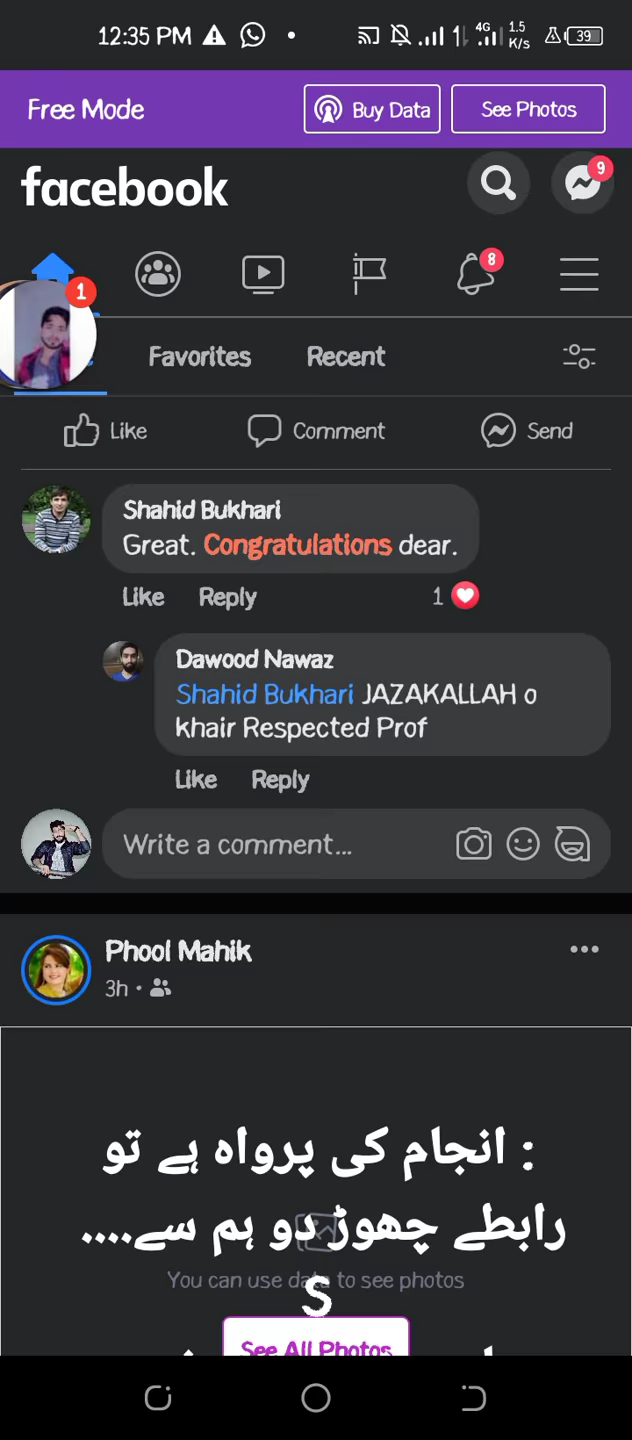 12:35 PM
4G 1.5 K/s 39
Free Mode Buy Data See Photos
facebook 9
8
1
Favorites Recent
Like Comment Send
Shahid Bukhari
Great. Congratulations dear.
Like Reply 1
Dawood Nawaz
Shahid Bukhari JAZAKALLAH o
khair Respected Prof
Like Reply
Write a comment...
Phool Mahik
3h
: انجام کی پرواہ ہے تو
رابطے چھوڑ دو ہم سے....
You can use data to see photos
S
See All Photos